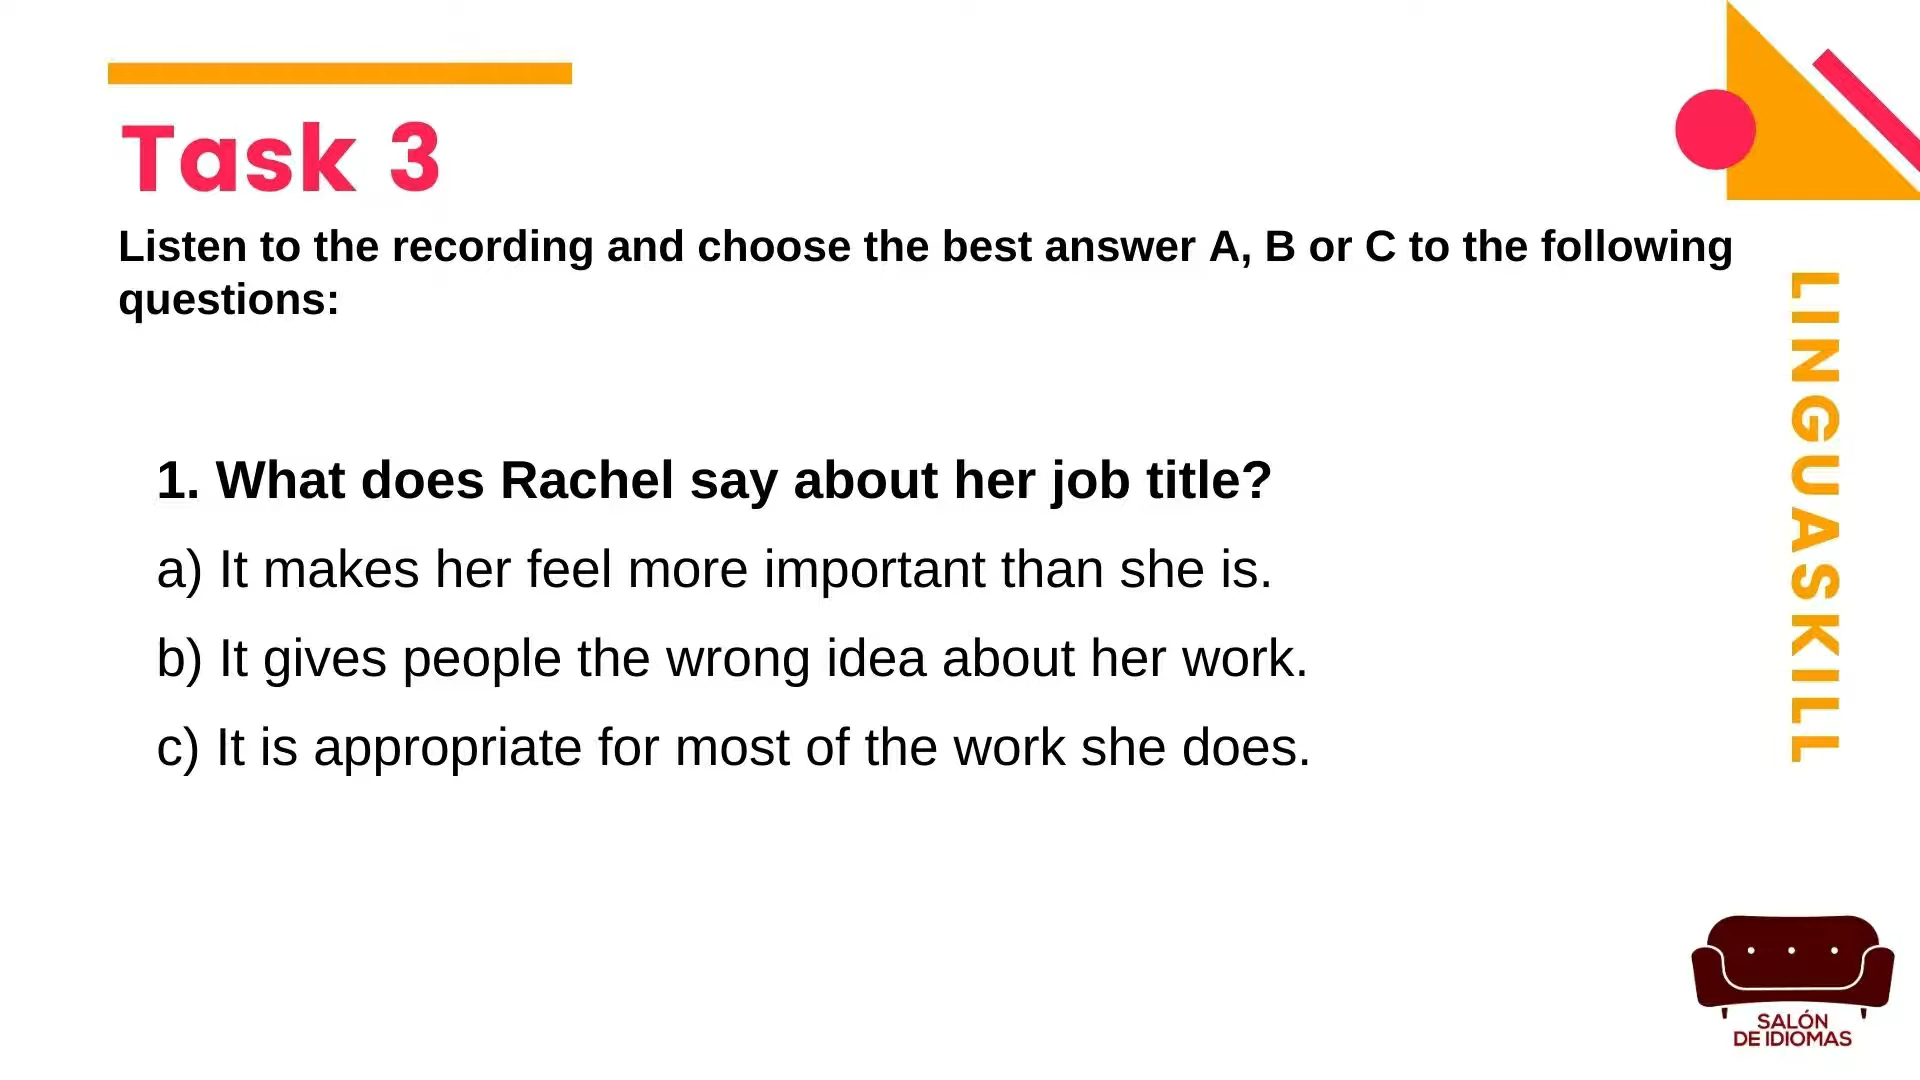 Task 3
Listen to the recording and choose the best answer A, B or C to the following
questions:
1. What does Rachel say about her job title?
a) It makes her feel more important than she is.
b) It gives people the wrong idea about her work.
c) It is appropriate for most of the work she does.
LINGUASKILL
SALÓN
DE IDIOMAS